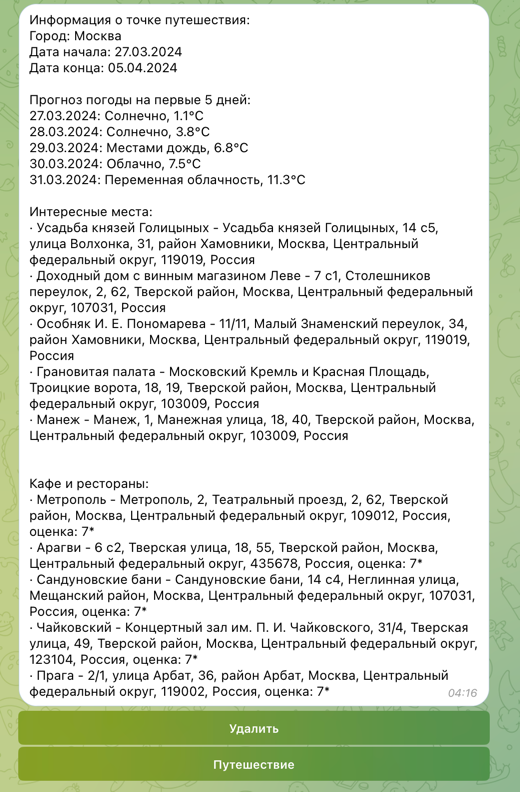 Информация о точке путешествия:
Город: Москва
Дата начала: 27.03.2024
Дата конца: 05.04.2024
Прогноз погоды на первые 5 дней:
27.03.2024: Солнечно, 1.1°C
28.03.2024: Солнечно, 3.8°C
29.03.2024: Местами дождь, 6.8°C
30.03.2024: Облачно, 7.5°C
31.03.2024: Переменная облачность, 11.3°C
Интересные места:
· Усадьба князей Голицыных - Усадьба князей Голицыных, 14 с5,
улица Волхонка, 31, район Хамовники, Москва, Центральный
федеральный округ, 119019, Россия
· Доходный дом с винным магазином Леве - 7 с1, Столешников
переулок, 2, 62, Тверской район, Москва, Центральный федеральный
округ, 107031, Россия
· Особняк И. Е. Пономарева - 11/11, Малый Знаменский переулок, 34,
район Хамовники, Москва, Центральный федеральный округ, 119019,
Россия
· Грановитая палата - Московский Кремль и Красная Площадь,
Троицкие ворота, 18, 19, Тверской район, Москва, Центральный
федеральный округ, 103009, Россия
· Манеж - Манеж, 1, Манежная улица, 18, 40, Тверской район, Москва,
Центральный федеральный округ, 103009, Россия
Кафе и рестораны:
· Метрополь - Метрополь, 2, Театральный проезд, 2, 62, Тверской
район, Москва, Центральный федеральный округ, 109012, Россия,
оценка: 7*
· Арагви - 6 с2, Тверская улица, 18, 55, Тверской район, Москва,
Центральный федеральный округ, 435678, Россия, оценка: 7*
· Сандуновские бани - Сандуновские бани, 14 с4, Неглинная улица,
Мещанский район, Москва, Центральный федеральный округ, 107031,
Россия, оценка: 7*
· Чайковский - Концертный зал им. П. И. Чайковского, 31/4, Тверская
улица, 49, Тверской район, Москва, Центральный федеральный округ,
123104, Россия, оценка: 7*
· Прага - 2/1, улица Арбат, 36, район Арбат, Москва, Центральный
федеральный округ, 119002, Россия, оценка: 7*
04:16
Удалить
Путешествие